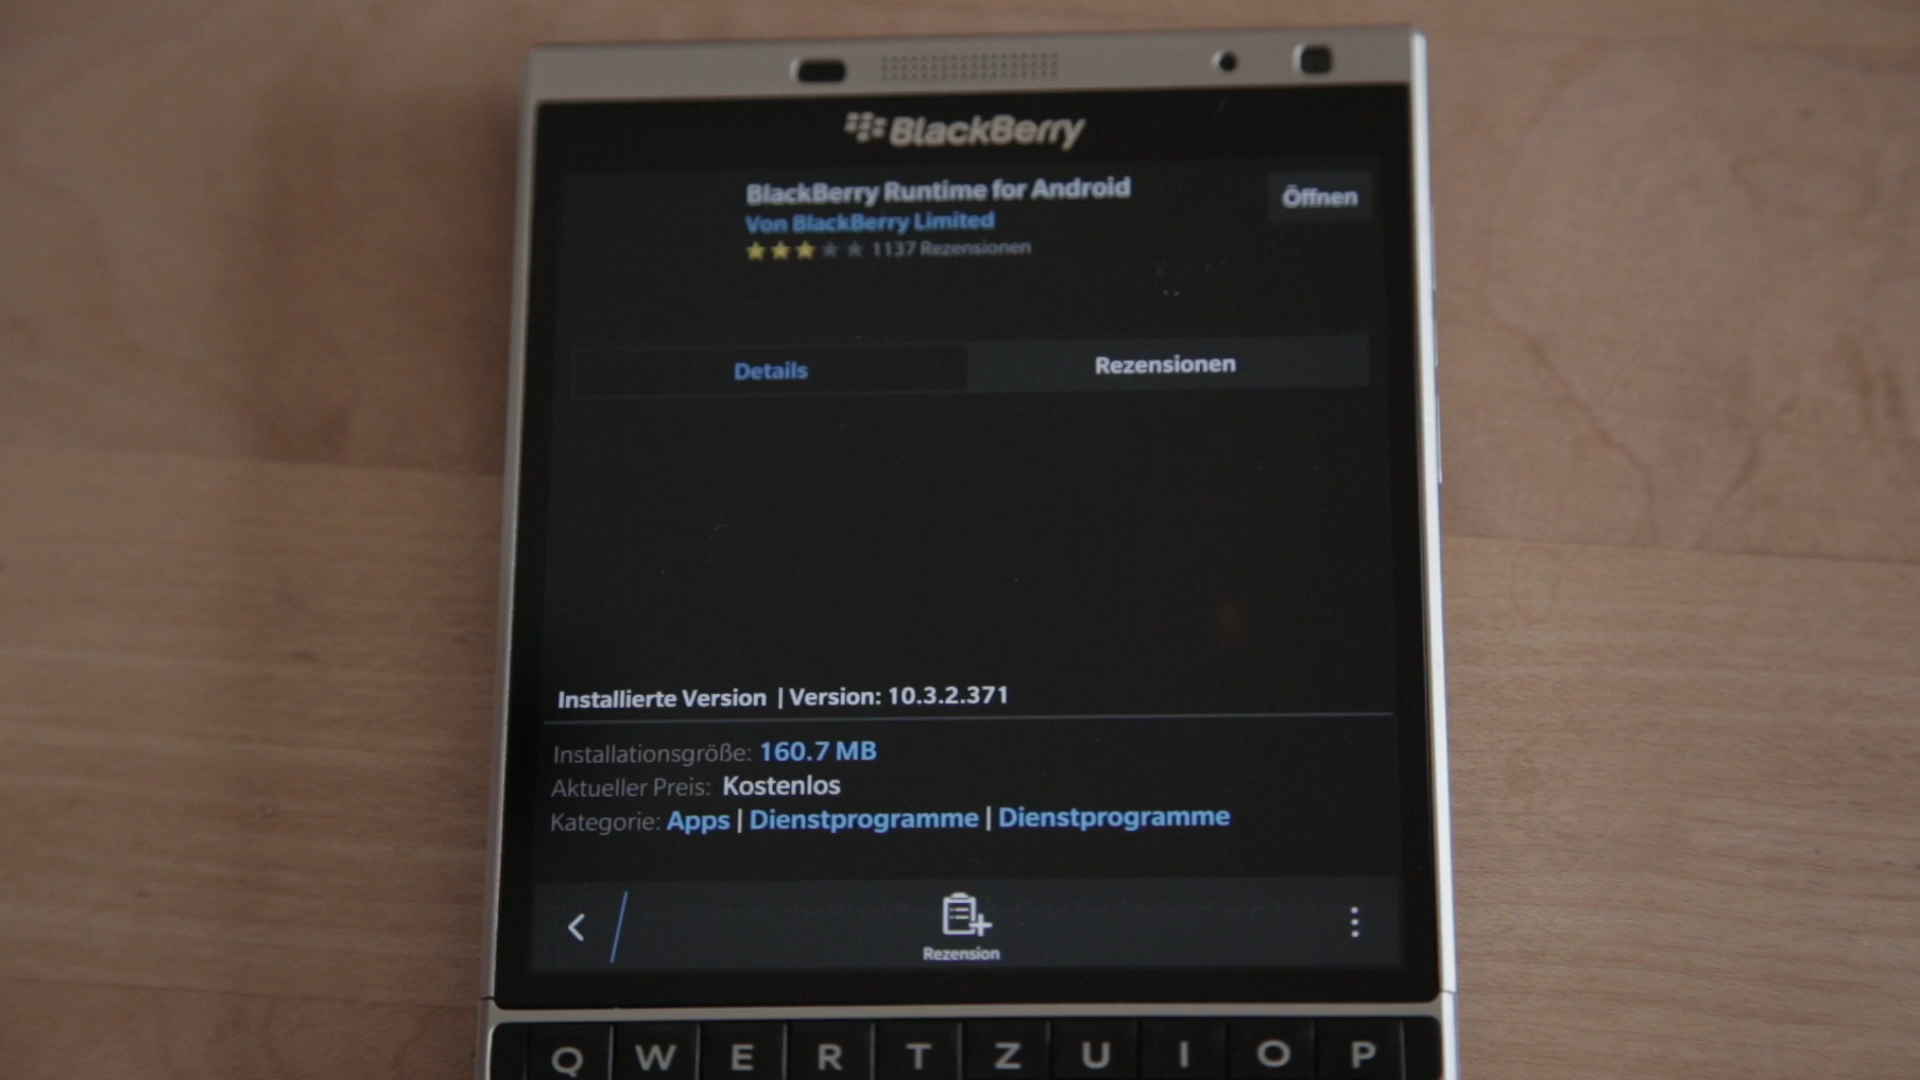 BlackBerry
BlackBerry Runtime for Android
Öffnen
Von BlackBerry Limited
1137 Rezensionen
Details
Rezensionen
Installierte Version | Version: 10.3.2.371
Installationsgröße: 160.7 MB
Aktueller Preis: Kostenlos
Kategorie: Apps | Dienstprogramme | Dienstprogramme
Rezension
Q W E R T Z U I O P